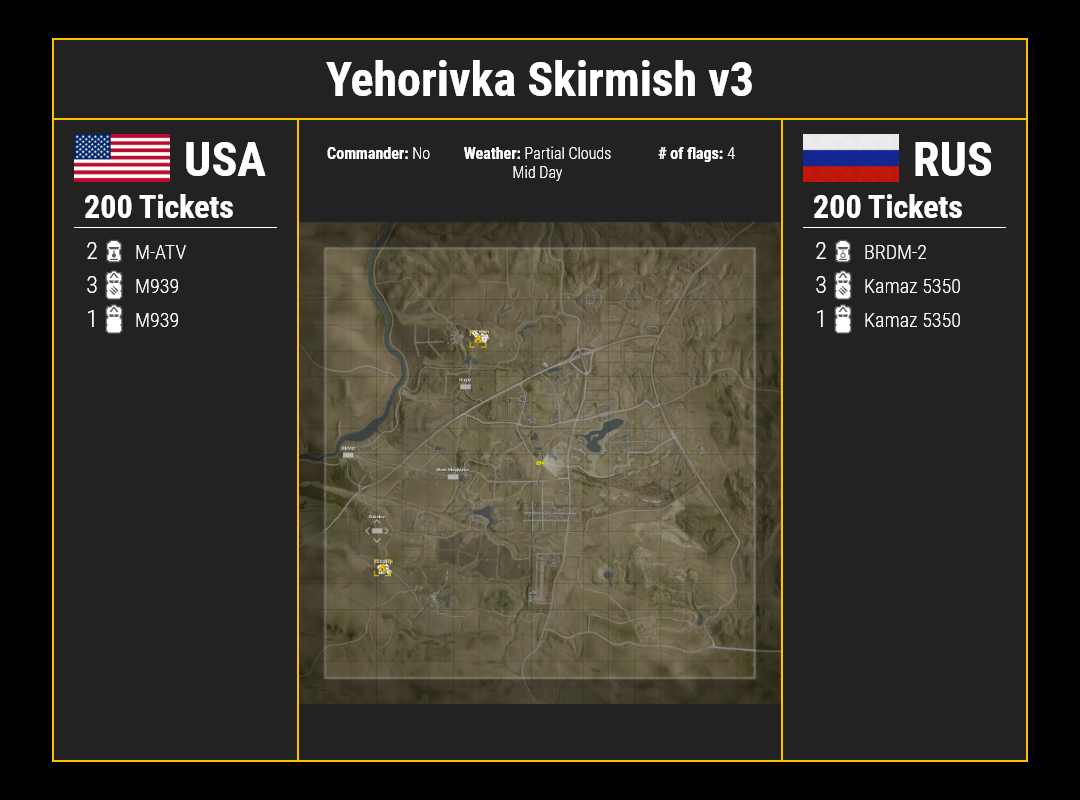 Yehorivka Skirmish v3
USA
200 Tickets
2 M-ATV
3 M939
1 M939
Commander: No
Weather: Partial Clouds
Mid Day
# of flags: 4
RUS
200 Tickets
2 BRDM-2
3 Kamaz 5350
1 Kamaz 5350